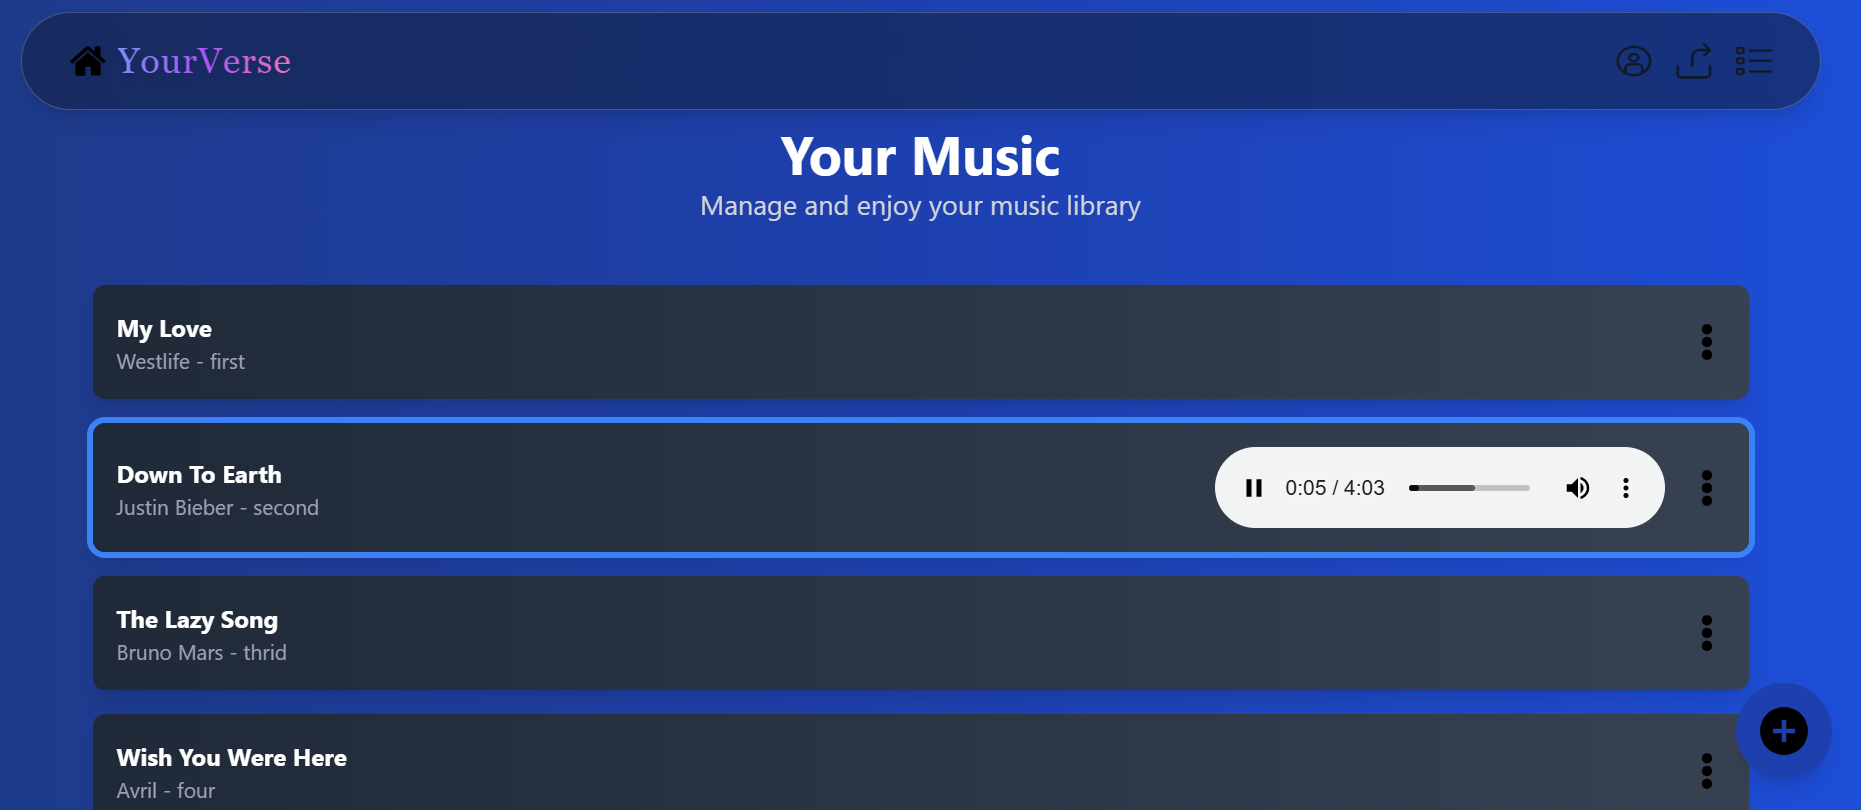 YourVerse
Your Music
Manage and enjoy your music library
My Love
Westlife - first
Down To Earth
Justin Bieber - second
0:05 / 4:03
The Lazy Song
Bruno Mars - thrid
Wish You Were Here
Avril - four